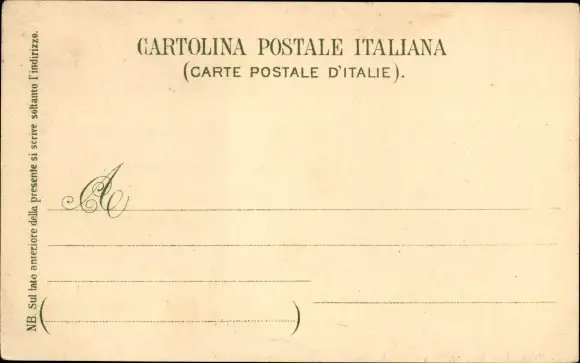 CARTOLINA POSTALE ITALIANA
(CARTE POSTALE D'ITALIE).
A
NB. Sul lato anteriore della presente si scrive soltanto l'indirizzo.